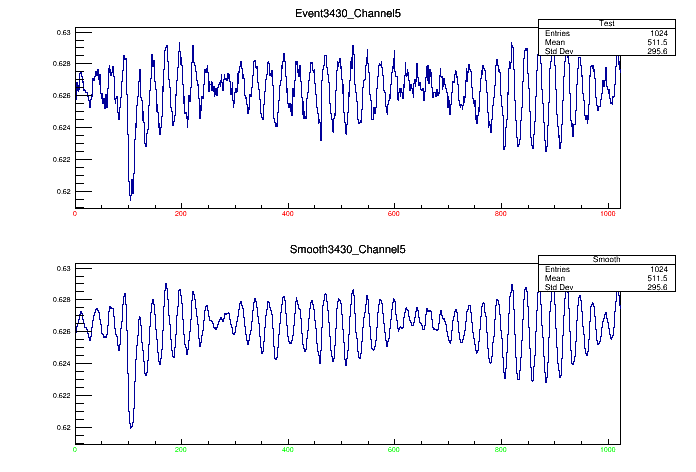 Event3430_Channel5
Test
Entries 1024
Mean 511.5
Std Dev 295.6
0.63
0.628
0.626
0.624
0.622
0.62
0 200 400 600 800 1000
Smooth3430_Channel5
Smooth
Entries 1024
Mean 511.5
Std Dev 295.6
0.63
0.628
0.626
0.624
0.622
0.62
0 200 400 600 800 1000